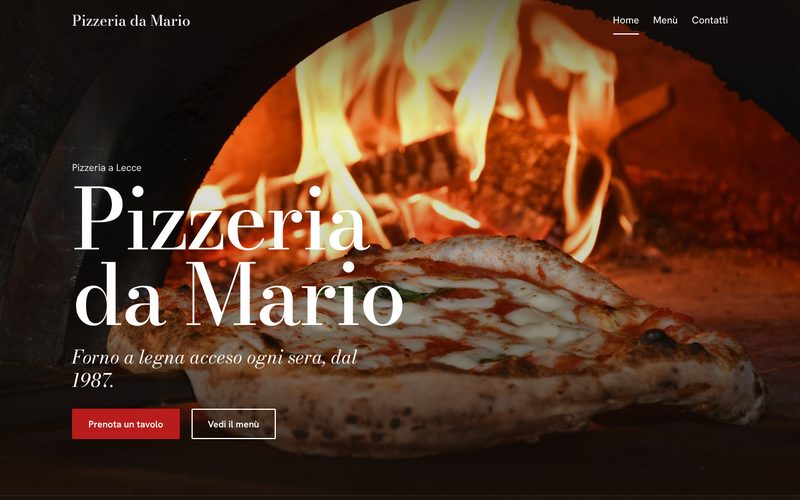 Pizzeria da Mario
Home Menù Contatti
Pizzeria a Lecce
Pizzeria
da Mario
Forno a legna acceso ogni sera, dal
1987.
Prenota un tavolo Vedi il menù